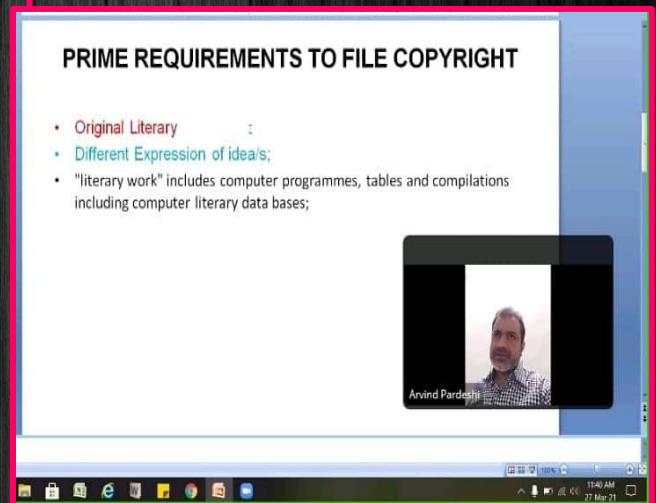 PRIME REQUIREMENTS TO FILE COPYRIGHT
• Original Literary
• Different Expression of idea/s;
• "literary work" includes computer programmes, tables and compilations
including computer literary data bases;
Arvind Pardeshi
100%
11:40 AM
27 Mar 21